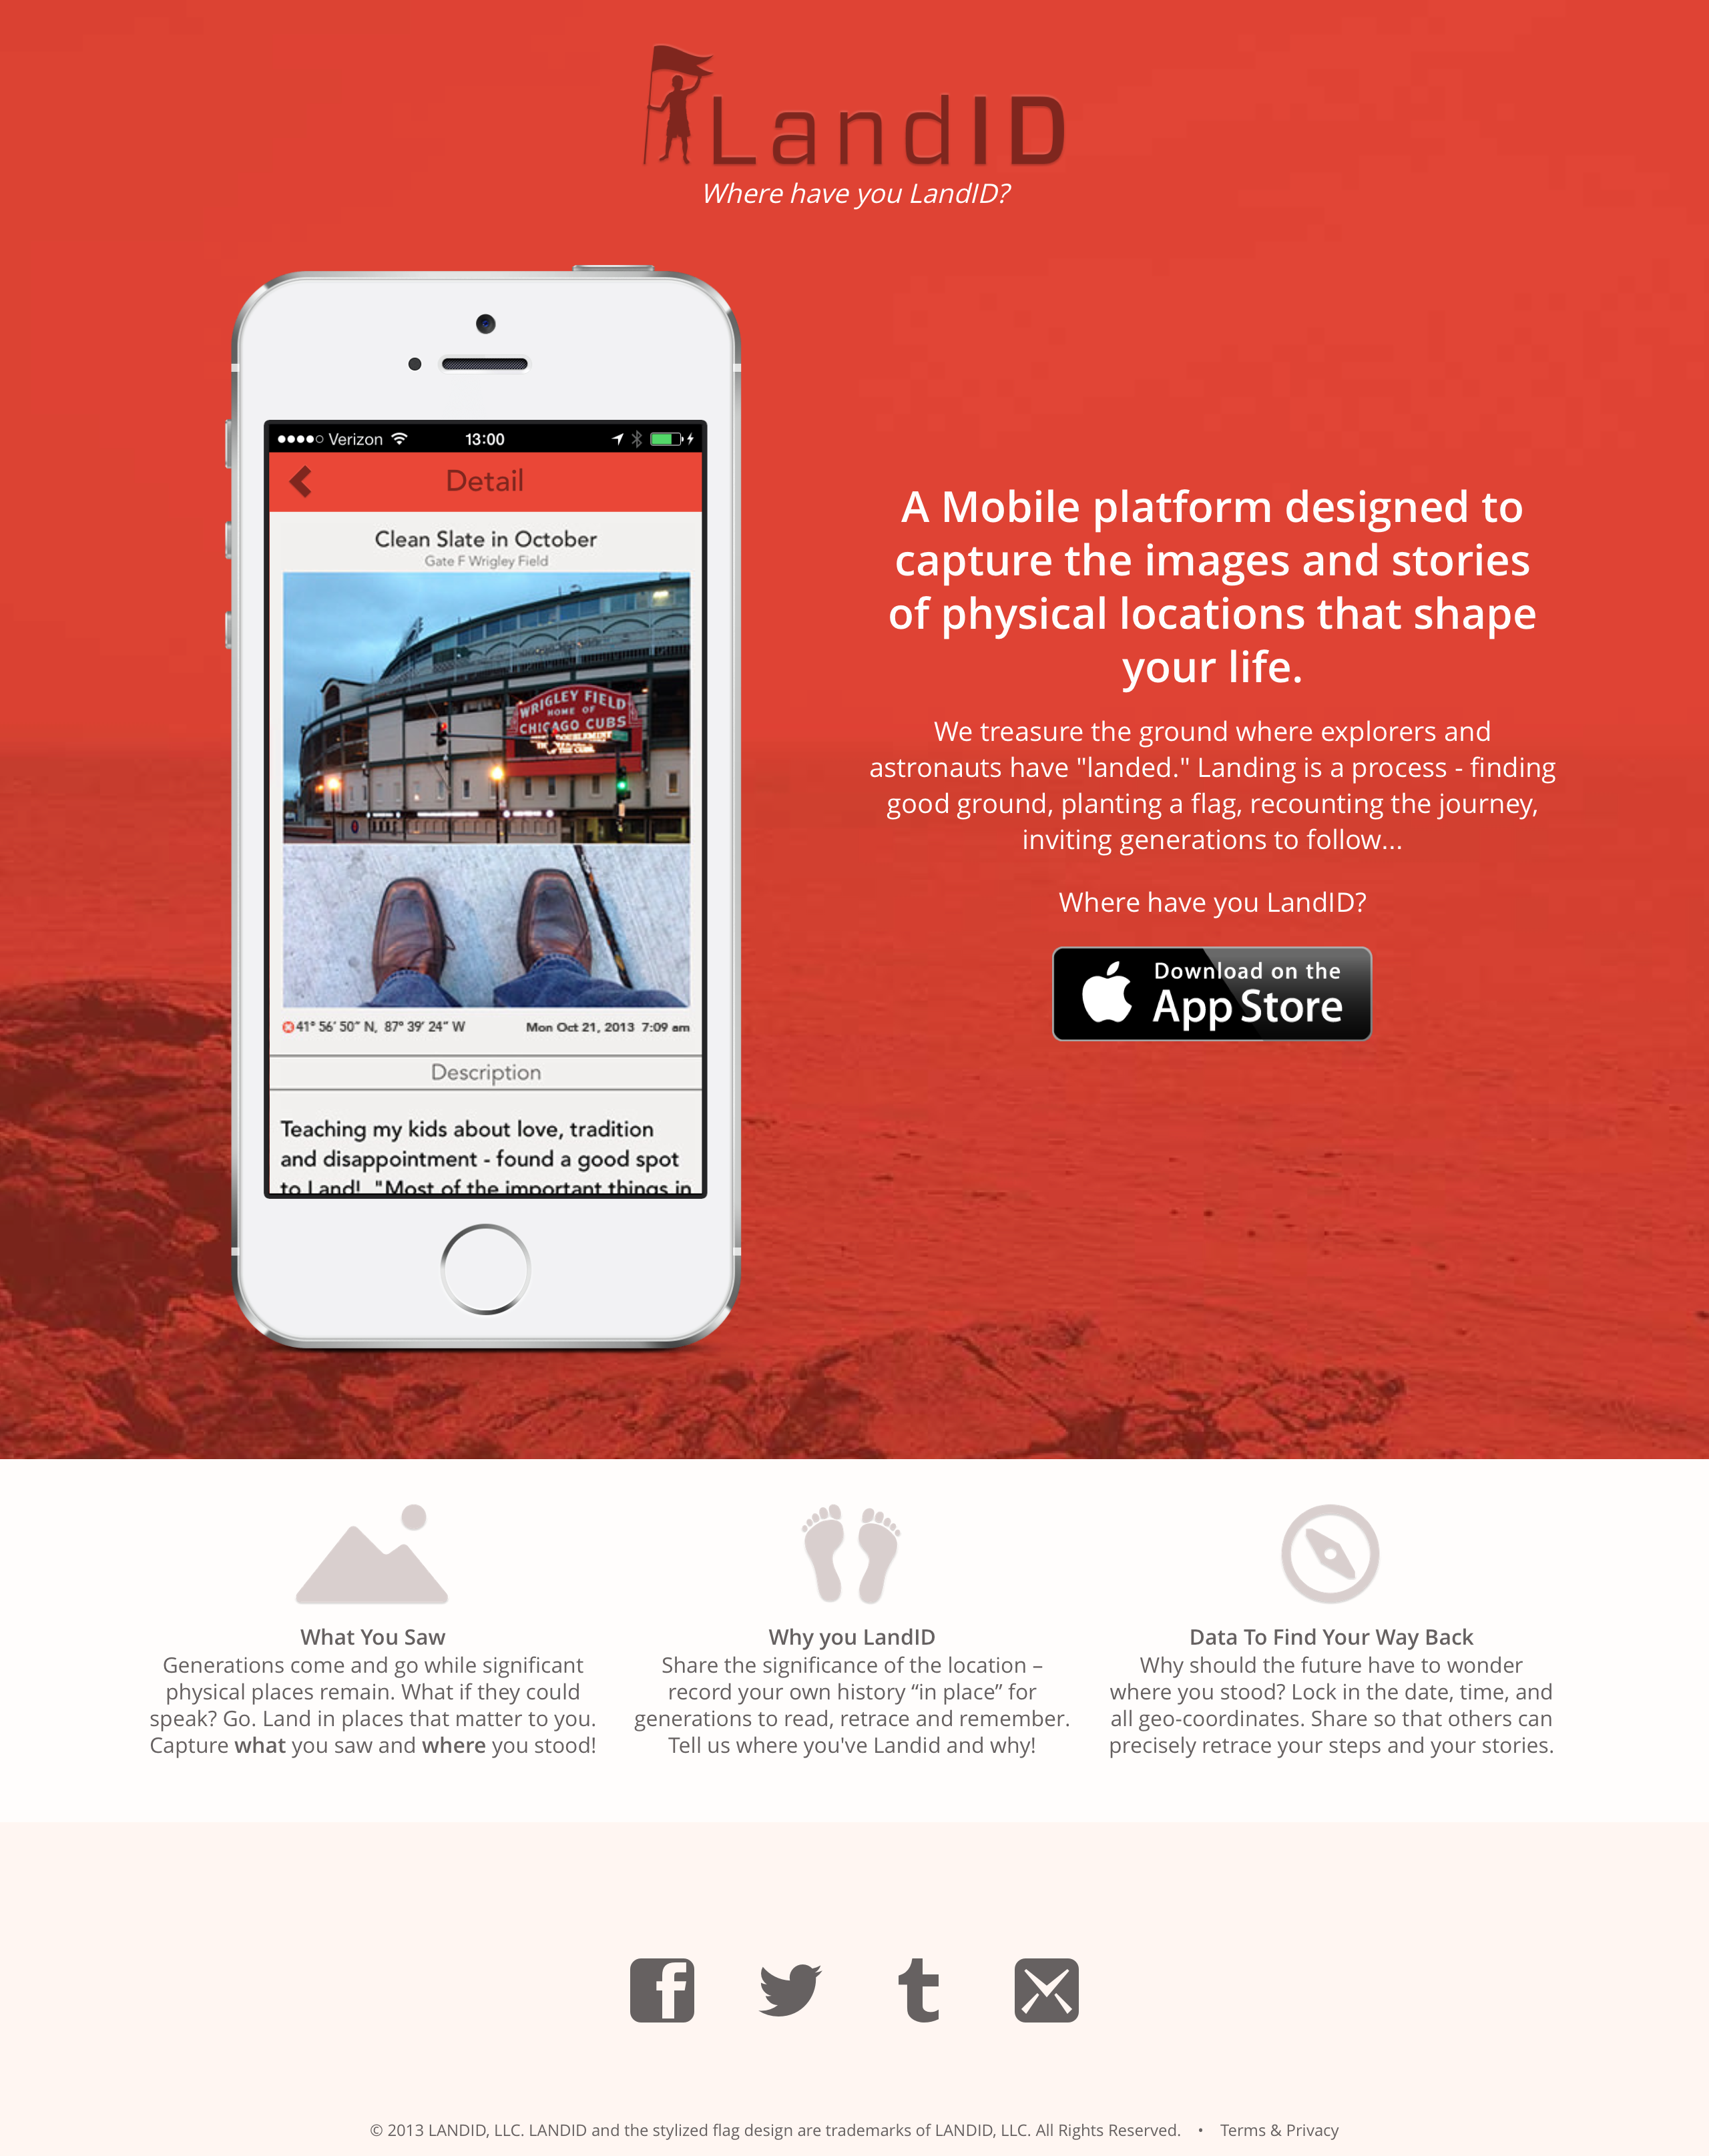 LandID
Where have you LandID?
Verizon 13:00
Detail
Clean Slate in October
Gate F Wrigley Field
WRIGLEY FIELD
HOME OF
CHICAGO CUBS
41° 56′ 50″ N, 87° 39′ 24″ W Mon Oct 21, 2013 7:09 am
Description
Teaching my kids about love, tradition
and disappointment - found a good spot
to Land! "Most of the important things in
A Mobile platform designed to
capture the images and stories
of physical locations that shape
your life.
We treasure the ground where explorers and
astronauts have "landed." Landing is a process - finding
good ground, planting a flag, recounting the journey,
inviting generations to follow...
Where have you LandID?
Download on the
App Store
What You Saw
Generations come and go while significant
physical places remain. What if they could
speak? Go. Land in places that matter to you.
Capture what you saw and where you stood!
Why you LandID
Share the significance of the location –
record your own history “in place” for
generations to read, retrace and remember.
Tell us where you've Landid and why!
Data To Find Your Way Back
Why should the future have to wonder
where you stood? Lock in the date, time, and
all geo-coordinates. Share so that others can
precisely retrace your steps and your stories.
© 2013 LANDID, LLC. LANDID and the stylized flag design are trademarks of LANDID, LLC. All Rights Reserved. • Terms & Privacy